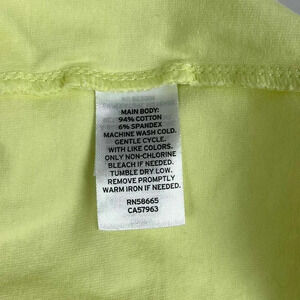 MAIN BODY:
94% COTTON
6% SPANDEX
MACHINE WASH COLD.
GENTLE CYCLE.
WITH LIKE COLORS.
ONLY NON-CHLORINE
BLEACH IF NEEDED.
TUMBLE DRY LOW.
REMOVE PROMPTLY
WARM IRON IF NEEDED.
RN58665
CA57963